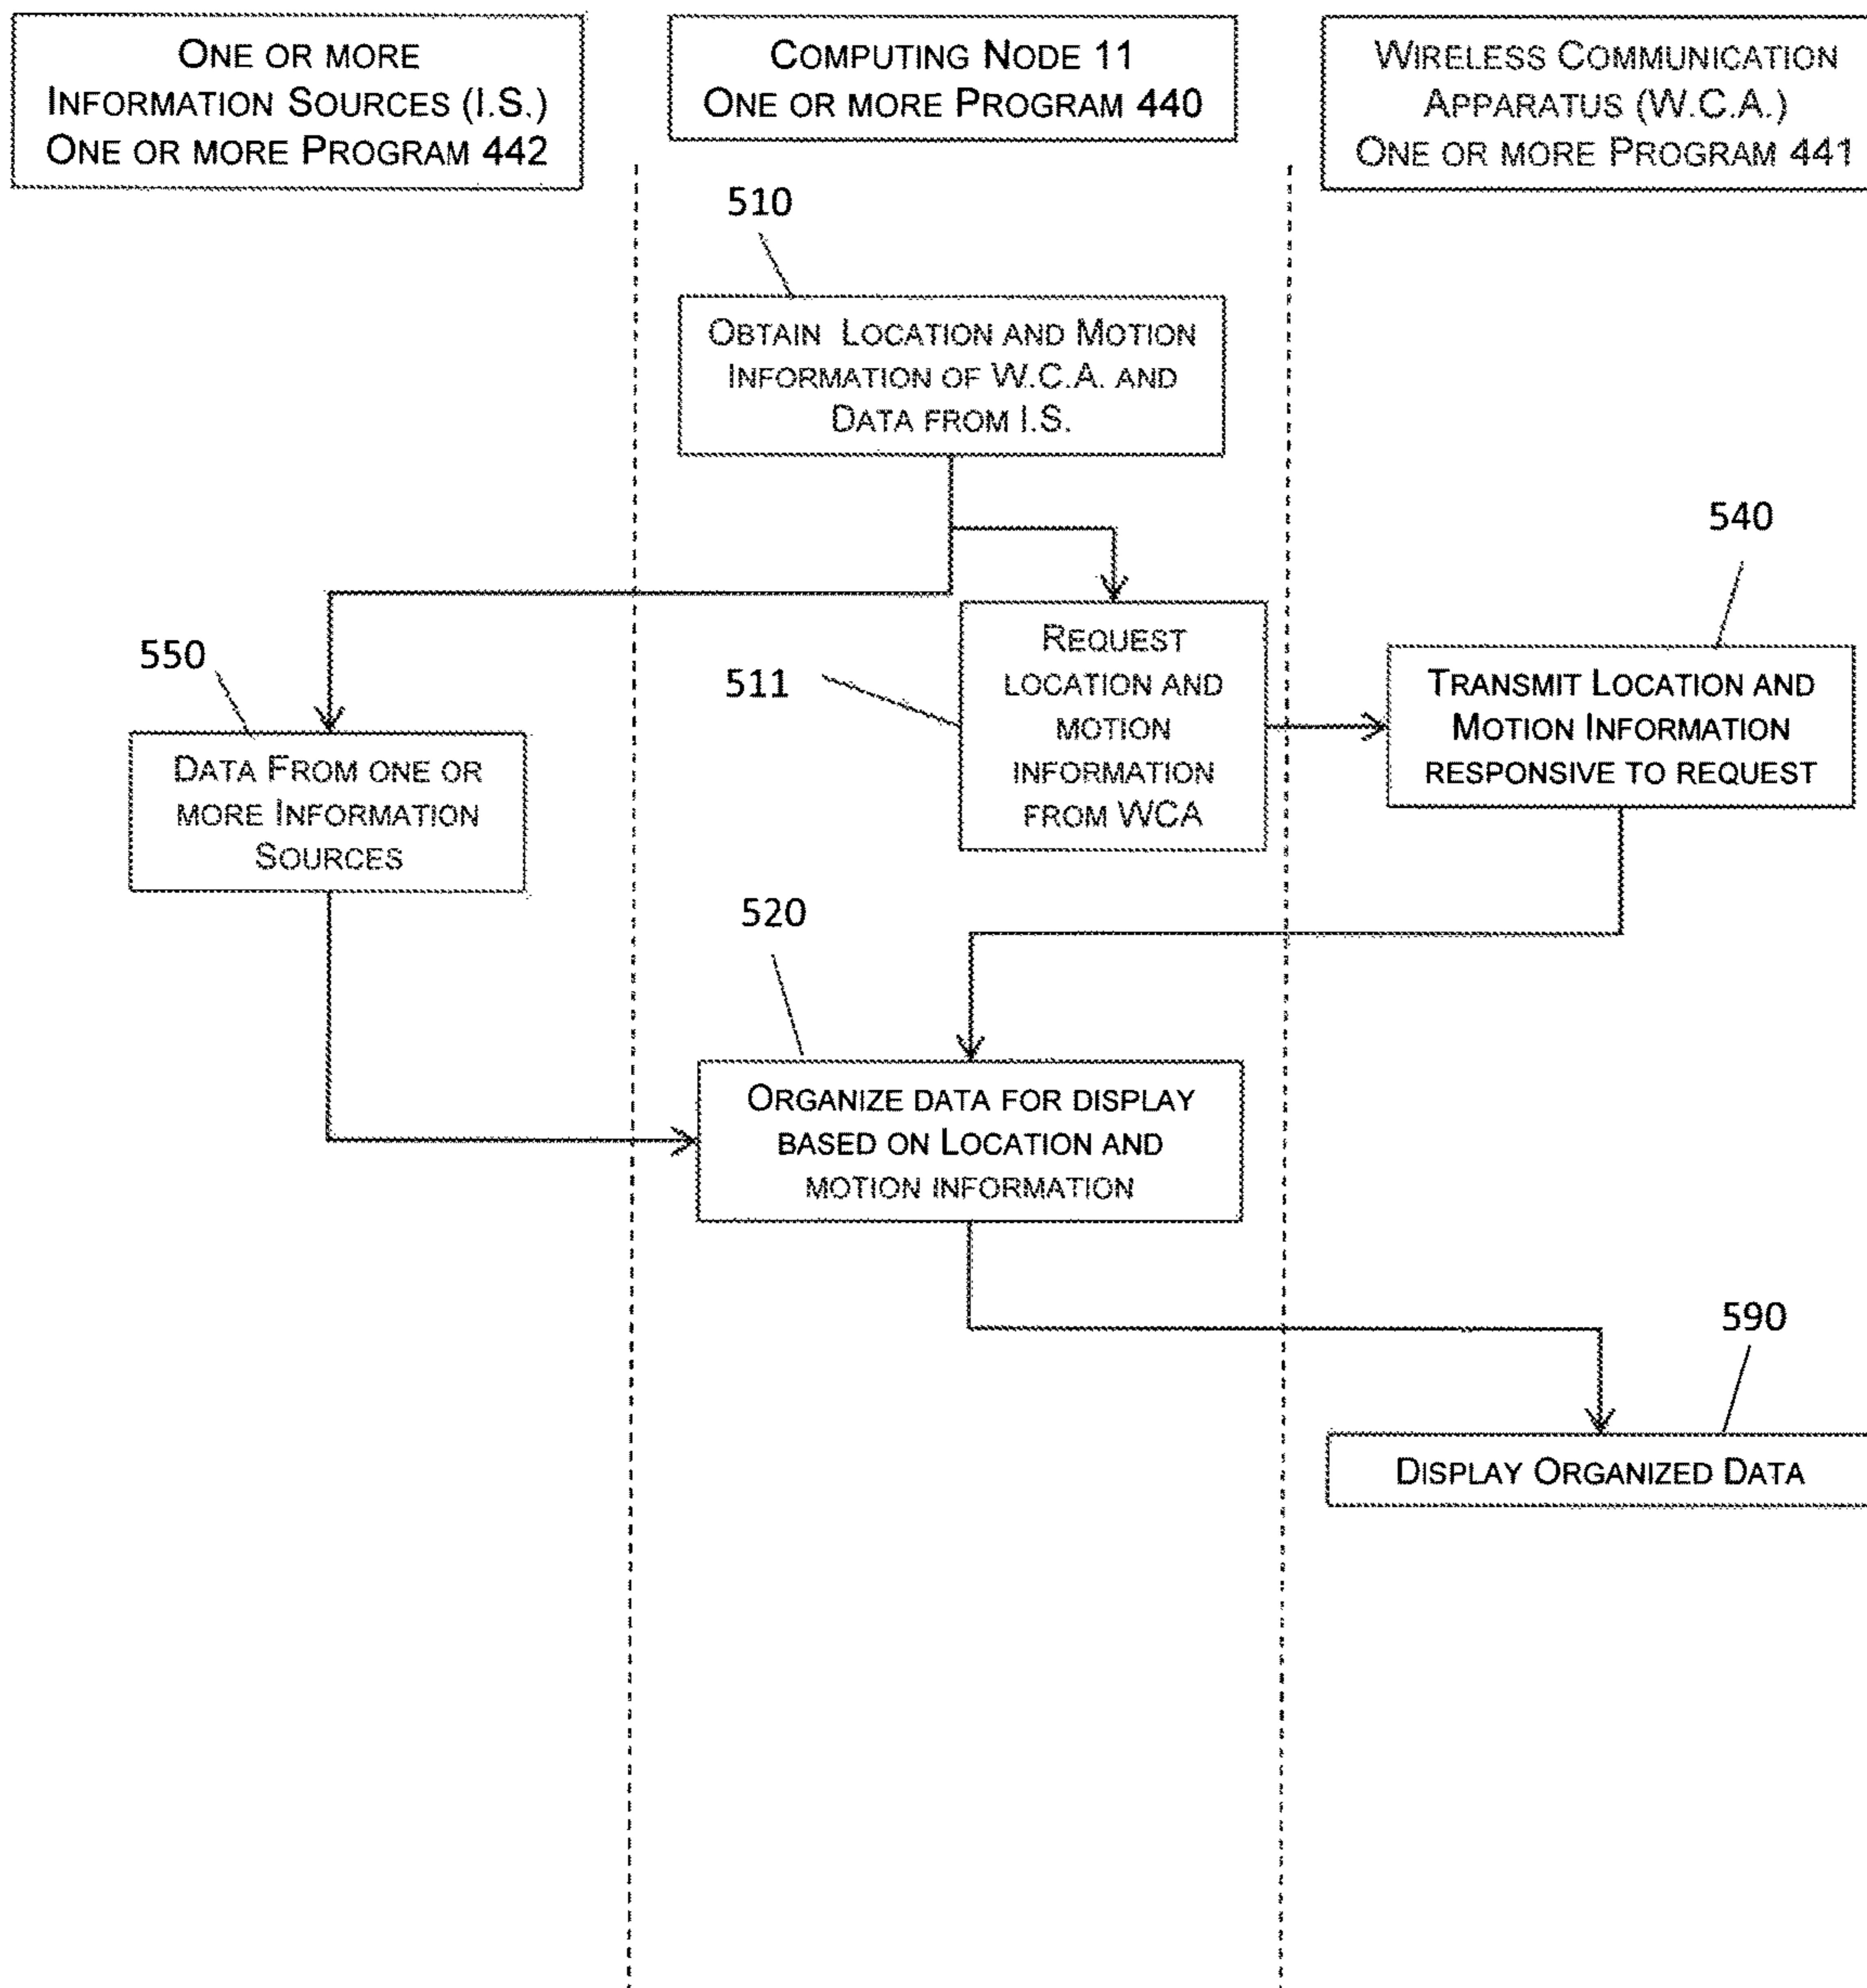 ONE OR MORE
INFORMATION SOURCES (I.S.)
ONE OR MORE PROGRAM 442
COMPUTING NODE 11
ONE OR MORE PROGRAM 440
WIRELESS COMMUNICATION
APPARATUS (W.C.A.)
ONE OR MORE PROGRAM 441
510
OBTAIN LOCATION AND MOTION
INFORMATION OF W.C.A. AND
DATA FROM I.S.
540
550
511
REQUEST
LOCATION AND
MOTION
INFORMATION
FROM WCA
TRANSMIT LOCATION AND
MOTION INFORMATION
RESPONSIVE TO REQUEST
DATA FROM ONE OR
MORE INFORMATION
SOURCES
520
ORGANIZE DATA FOR DISPLAY
BASED ON LOCATION AND
MOTION INFORMATION
590
DISPLAY ORGANIZED DATA